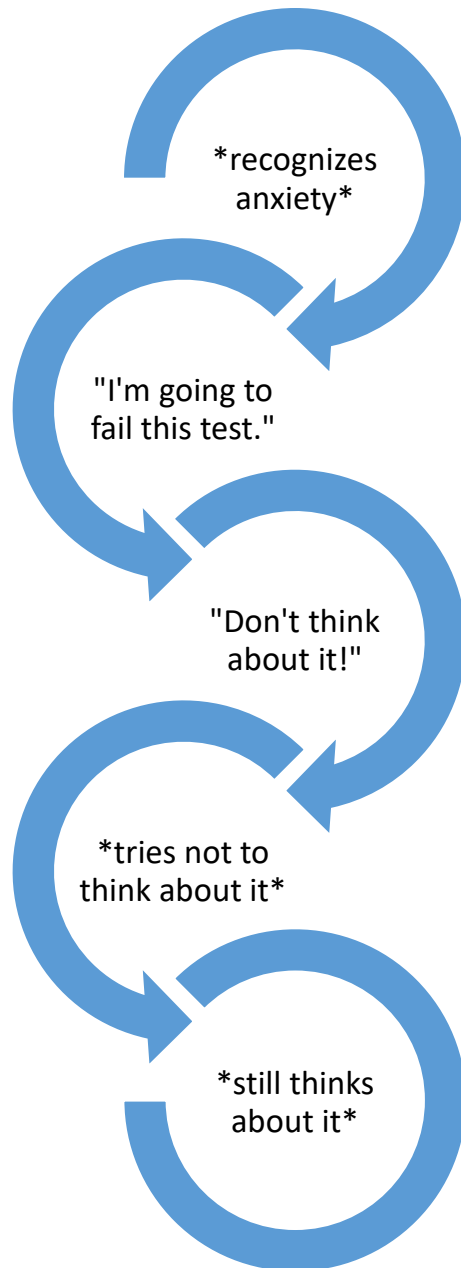 *recognizes
anxiety*
"I'm going to
fail this test."
"Don't think
about it!"
*tries not to
think about it*
*still thinks
about it*